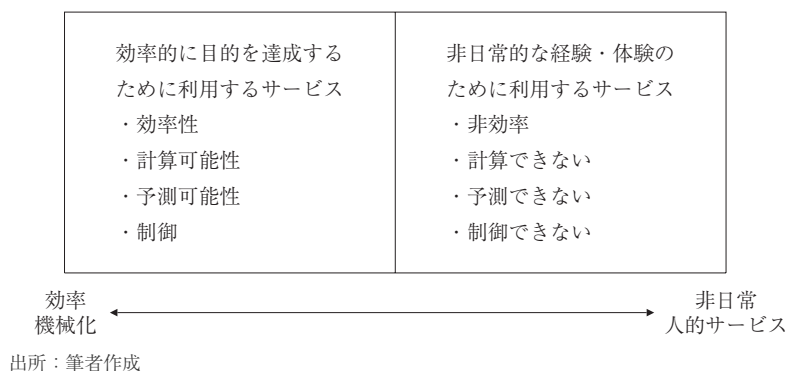 効率的に目的を達成する
ために利用するサービス
・効率性
・計算可能性
・予測可能性
・制御
非日常的な経験・体験の
ために利用するサービス
・非効率
・計算できない
・予測できない
・制御できない
効率
機械化
非日常
人的サービス
出所：筆者作成